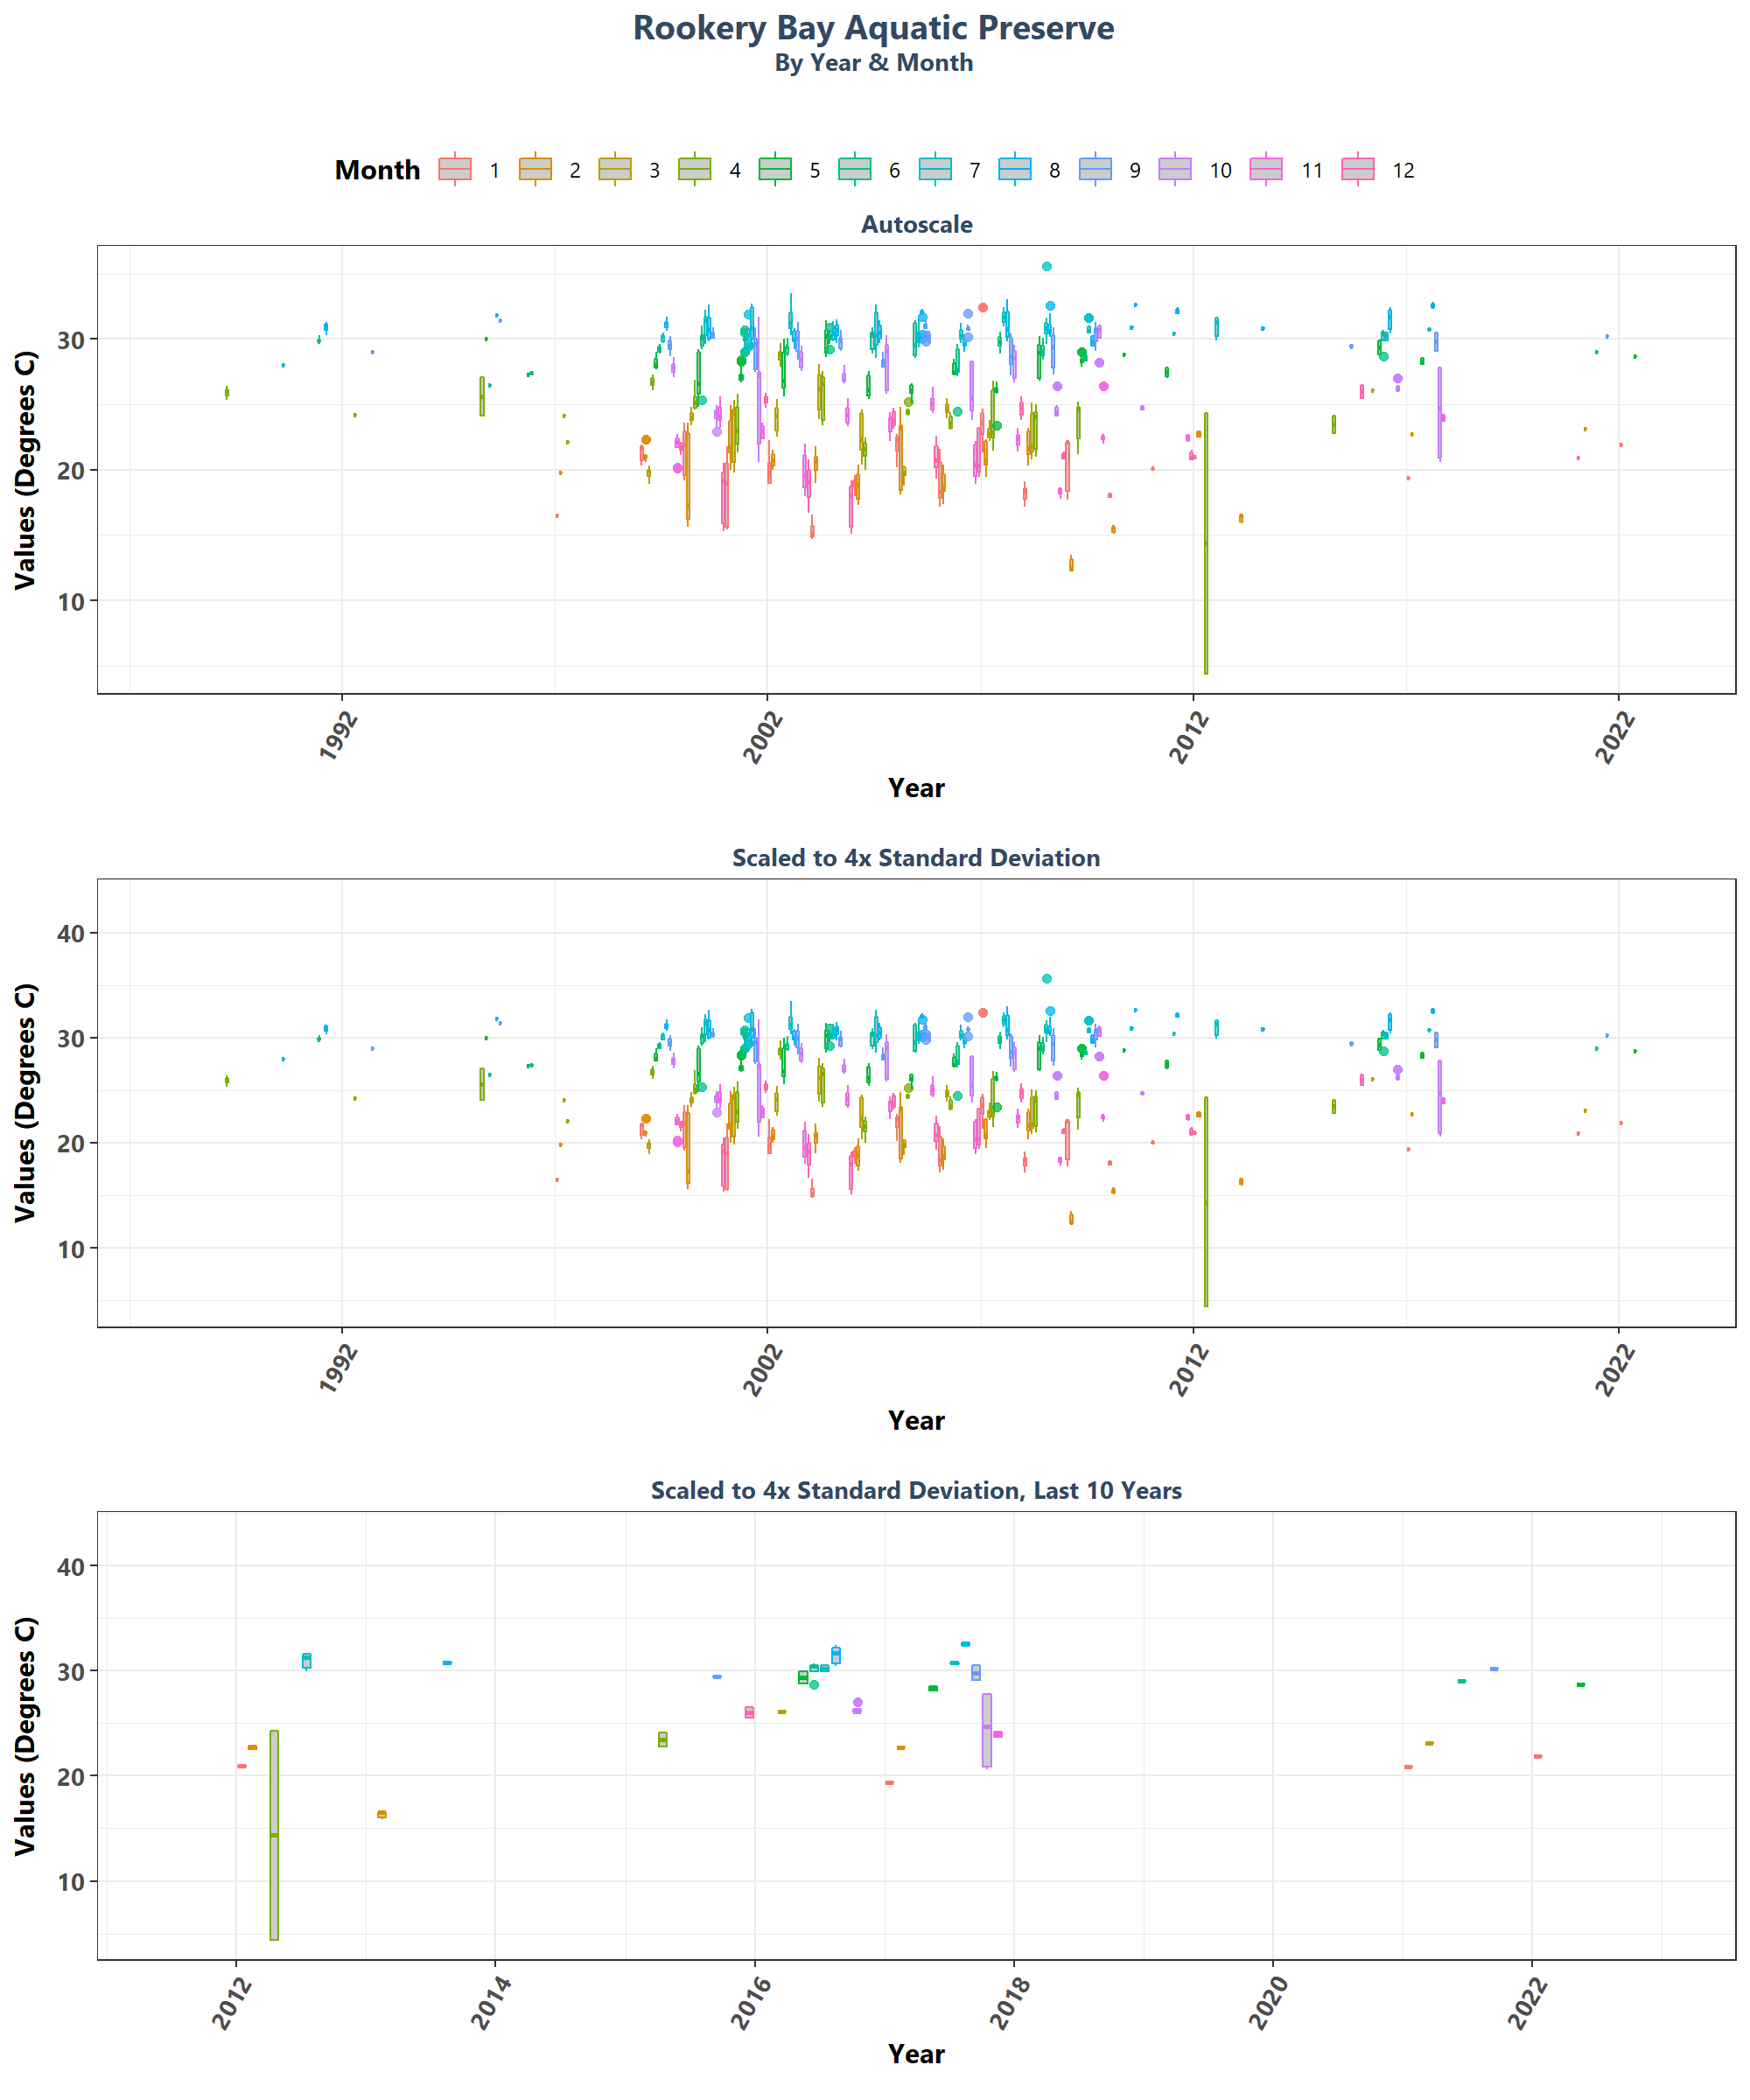 Rookery Bay Aquatic Preserve
By Year & Month
Month 1 2 3 4 5 6 7 8 9 10 11 12
Autoscale
Values (Degrees C)
30
20
10
1992 2002 2012 2022
Year
Scaled to 4x Standard Deviation
Values (Degrees C)
40
30
20
10
1992 2002 2012 2022
Year
Scaled to 4x Standard Deviation, Last 10 Years
Values (Degrees C)
40
30
20
10
2012 2014 2016 2018 2020 2022
Year